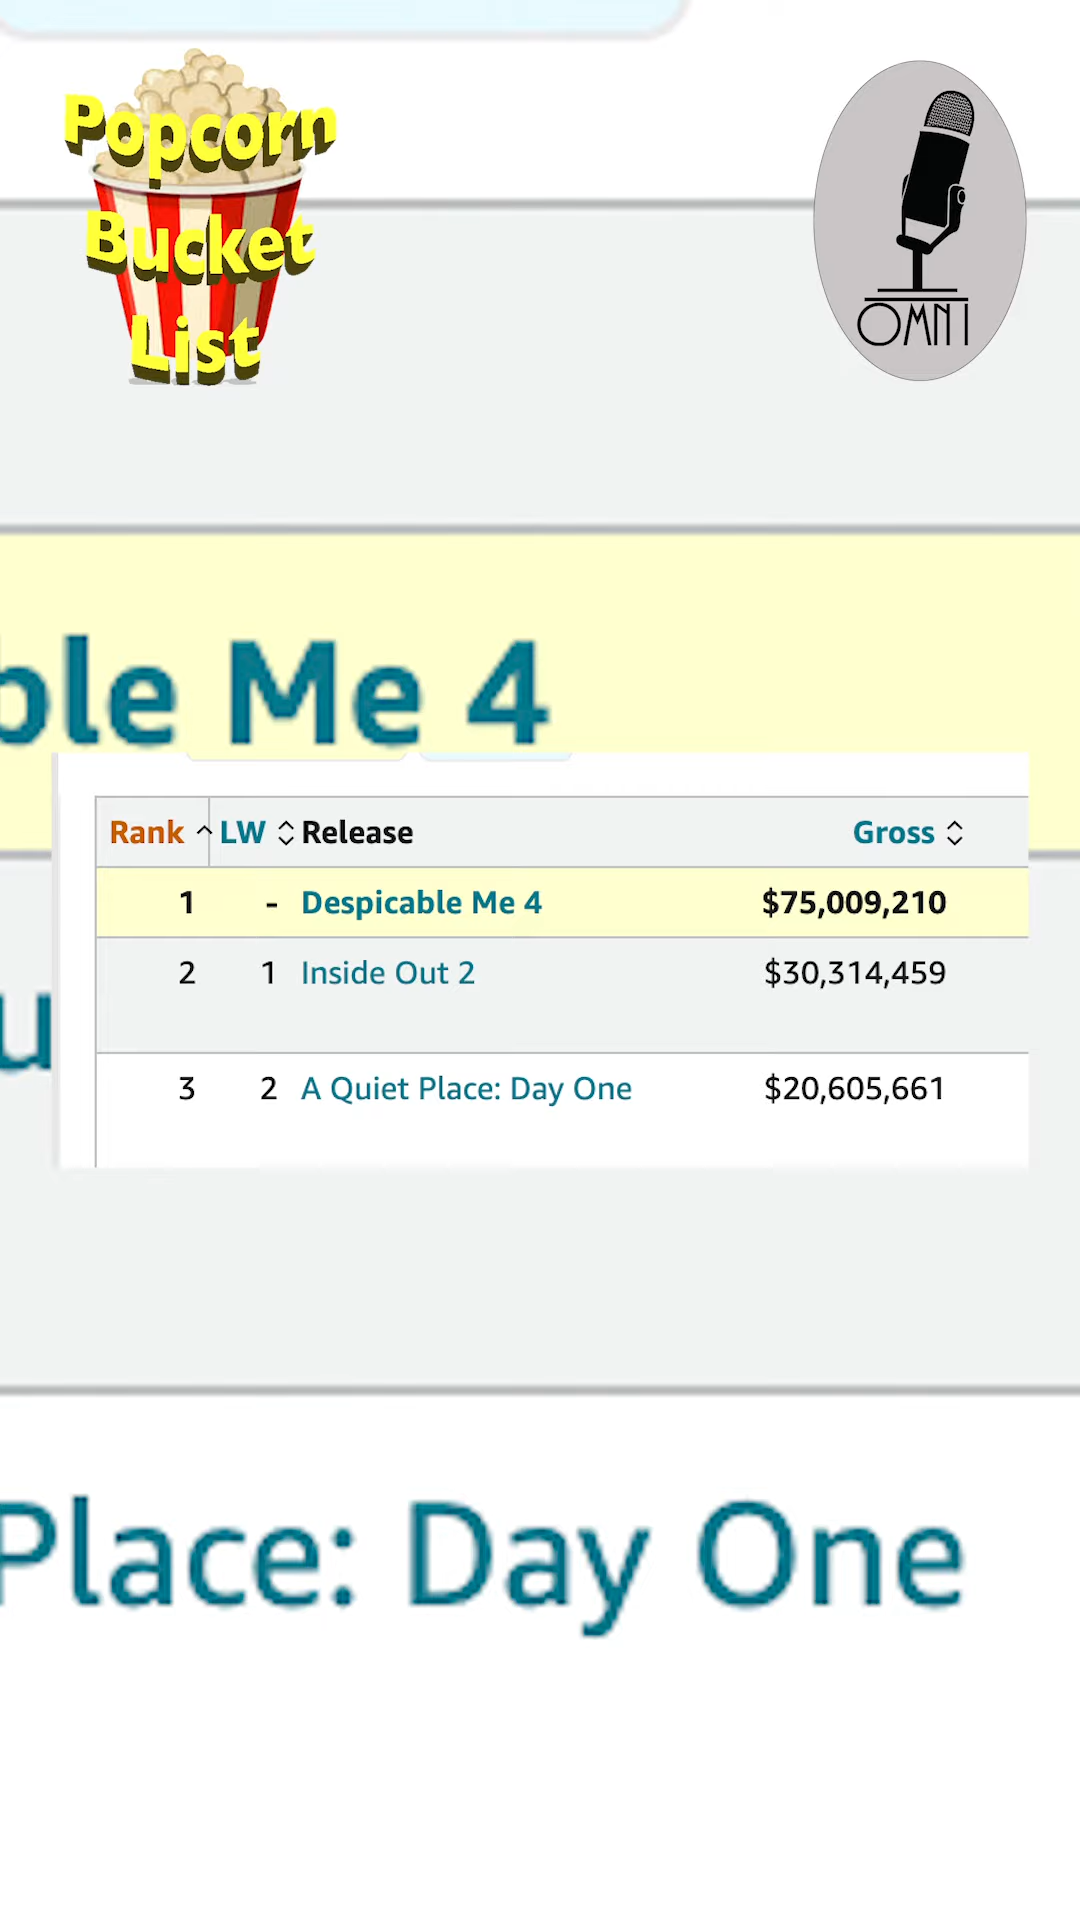 Popcorn
Bucket
List
OMNI
ble Me 4
Rank LW Release Gross
1 - Despicable Me 4 $75,009,210
2 1 Inside Out 2 $30,314,459
3 2 A Quiet Place: Day One $20,605,661
u
Place: Day One